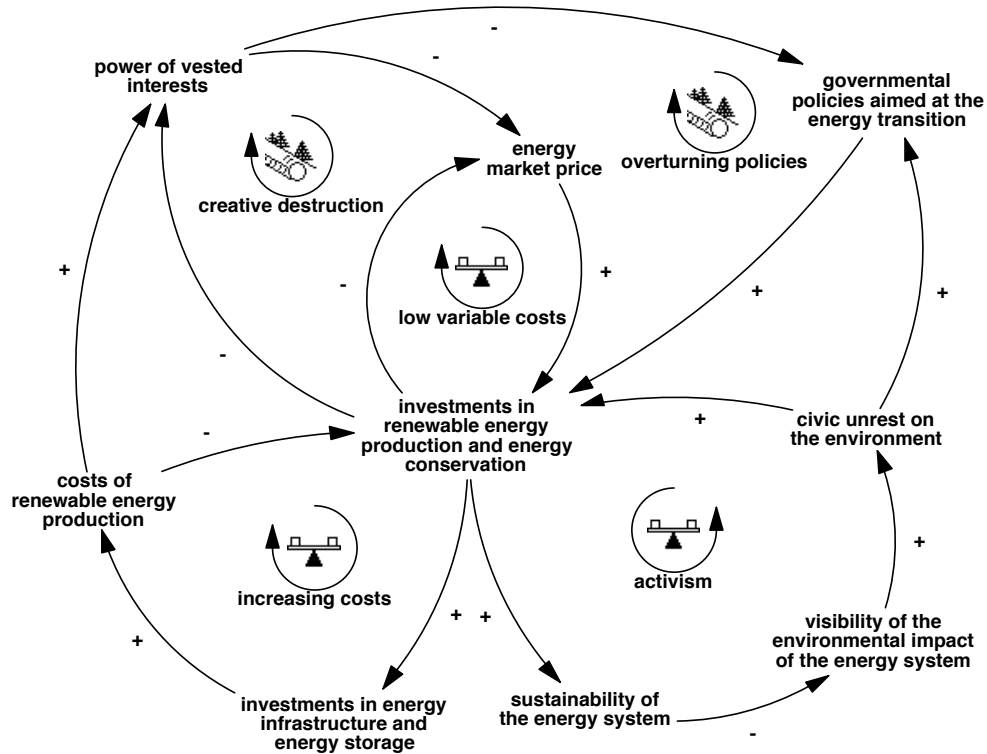 -
power of vested
interests
-
governmental
policies aimed at the
energy transition
energy
market price
overturning policies
creative destruction
+
-
+
low variable costs
+
+
-
investments in
renewable energy
production and energy
conservation
+
civic unrest on
the environment
-
costs of
renewable energy
production
+
increasing costs
activism
+
+ +
visibility of the
environmental impact
of the energy system
investments in energy
infrastructure and
energy storage
sustainability of
the energy system
-